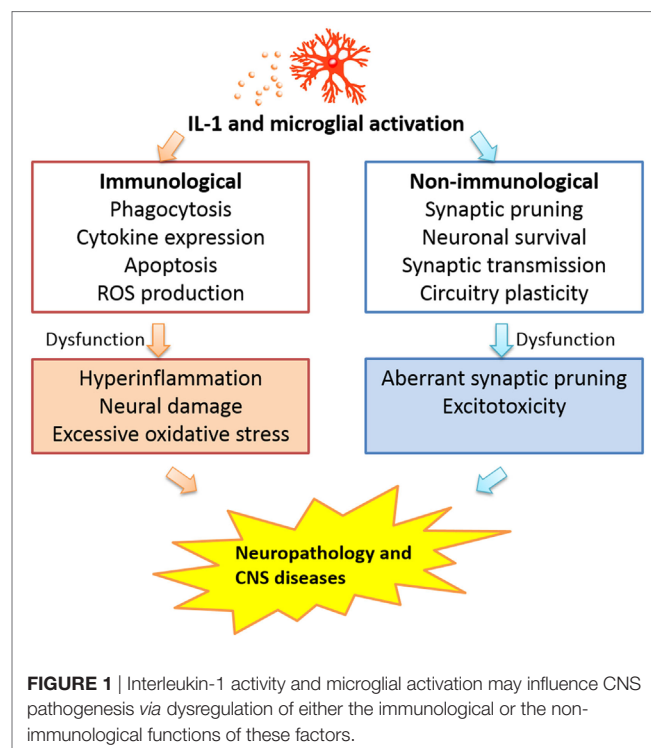 IL-1 and microglial activation
Immunological
Phagocytosis
Cytokine expression
Apoptosis
ROS production
Non-immunological
Synaptic pruning
Neuronal survival
Synaptic transmission
Circuitry plasticity
Dysfunction
Dysfunction
Hyperinflammation
Neural damage
Excessive oxidative stress
Aberrant synaptic pruning
Excitotoxicity
Neuropathology and
CNS diseases
FIGURE 1 | Interleukin-1 activity and microglial activation may influence CNS
pathogenesis via dysregulation of either the immunological or the non-
immunological functions of these factors.